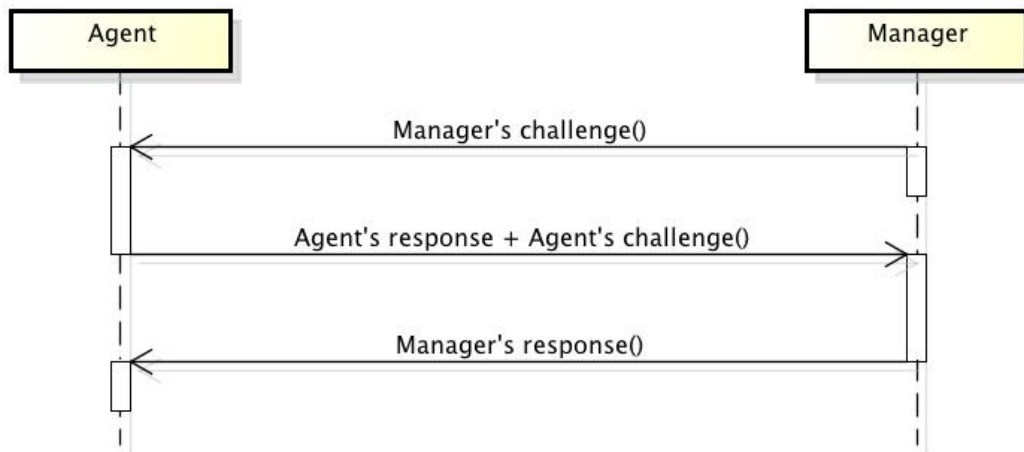 Agent
Manager
Manager's challenge()
Agent's response + Agent's challenge()
Manager's response()